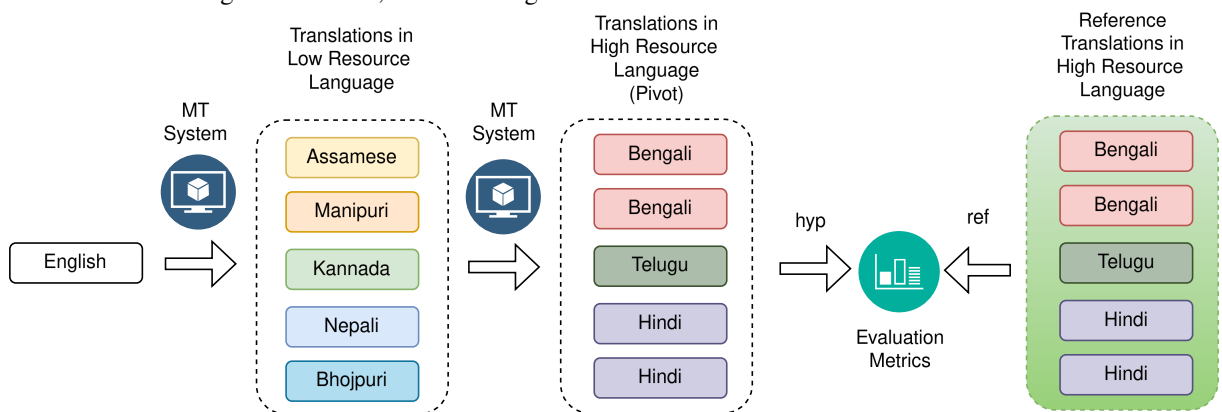 Translations in
Low Resource
Language
MT
System
English
Assamese
Manipuri
Kannada
Nepali
Bhojpuri
MT
System
Translations in
High Resource
Language
(Pivot)
Bengali
Bengali
Telugu
Hindi
Hindi
hyp
ref
Evaluation
Metrics
Reference
Translations in
High Resource
Language
Bengali
Bengali
Telugu
Hindi
Hindi